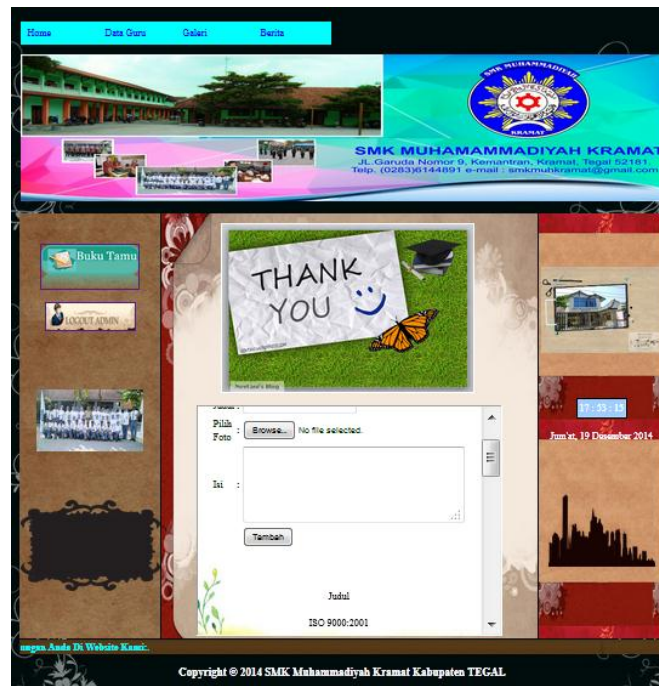 Home Data Guru Galeri Berita
SMK MUHAMMADIYAH
KRAMAT
SMK MUHAMAMMADIYAH KRAMAT
JL.Garuda Nomor 9, Kemantran, Kramat, Tegal 52181.
Telp. (0283)6144891 e-mail : smkmuhkramat@gmail.com
Buku Tamu
LOGOUT ADMIN
THANK
YOU
17 : 53 : 15
Jum'at, 19 Desember 2014
Pilih
Foto : Browse... No file selected.
Isi :
Tambah
Judul
ISO 9000:2001
ungan Anda Di Website Kami:.
Copyright © 2014 SMK Muhammadiyah Kramat Kabupaten TEGAL